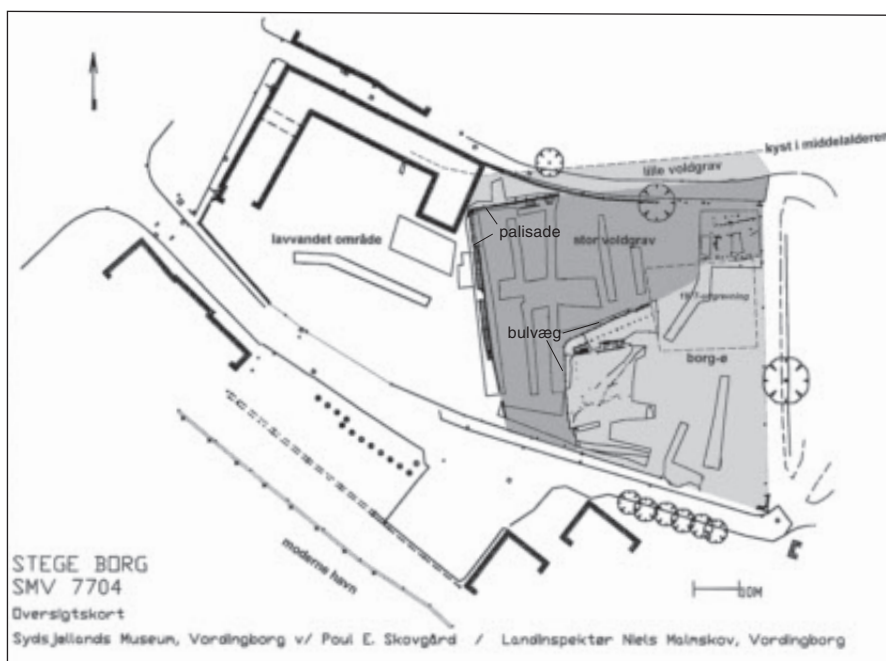 kyst i middelalderen
lille voldgrav
palisade
lavvandet område
stor voldgrav
bulvæg
borg-ø
moderne havn
10M
STEGE BORG
SMV 7704
Oversigtskort
Sydsjællands Museum, Vordingborg v/ Poul E. Skovgård / Landinspektør Niels Malmskov, Vordingborg